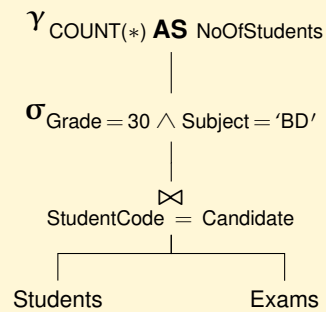 γ COUNT(*) AS NoOfStudents
σ Grade = 30 ∧ Subject = ‘BD’
⋈
StudentCode = Candidate
Students Exams